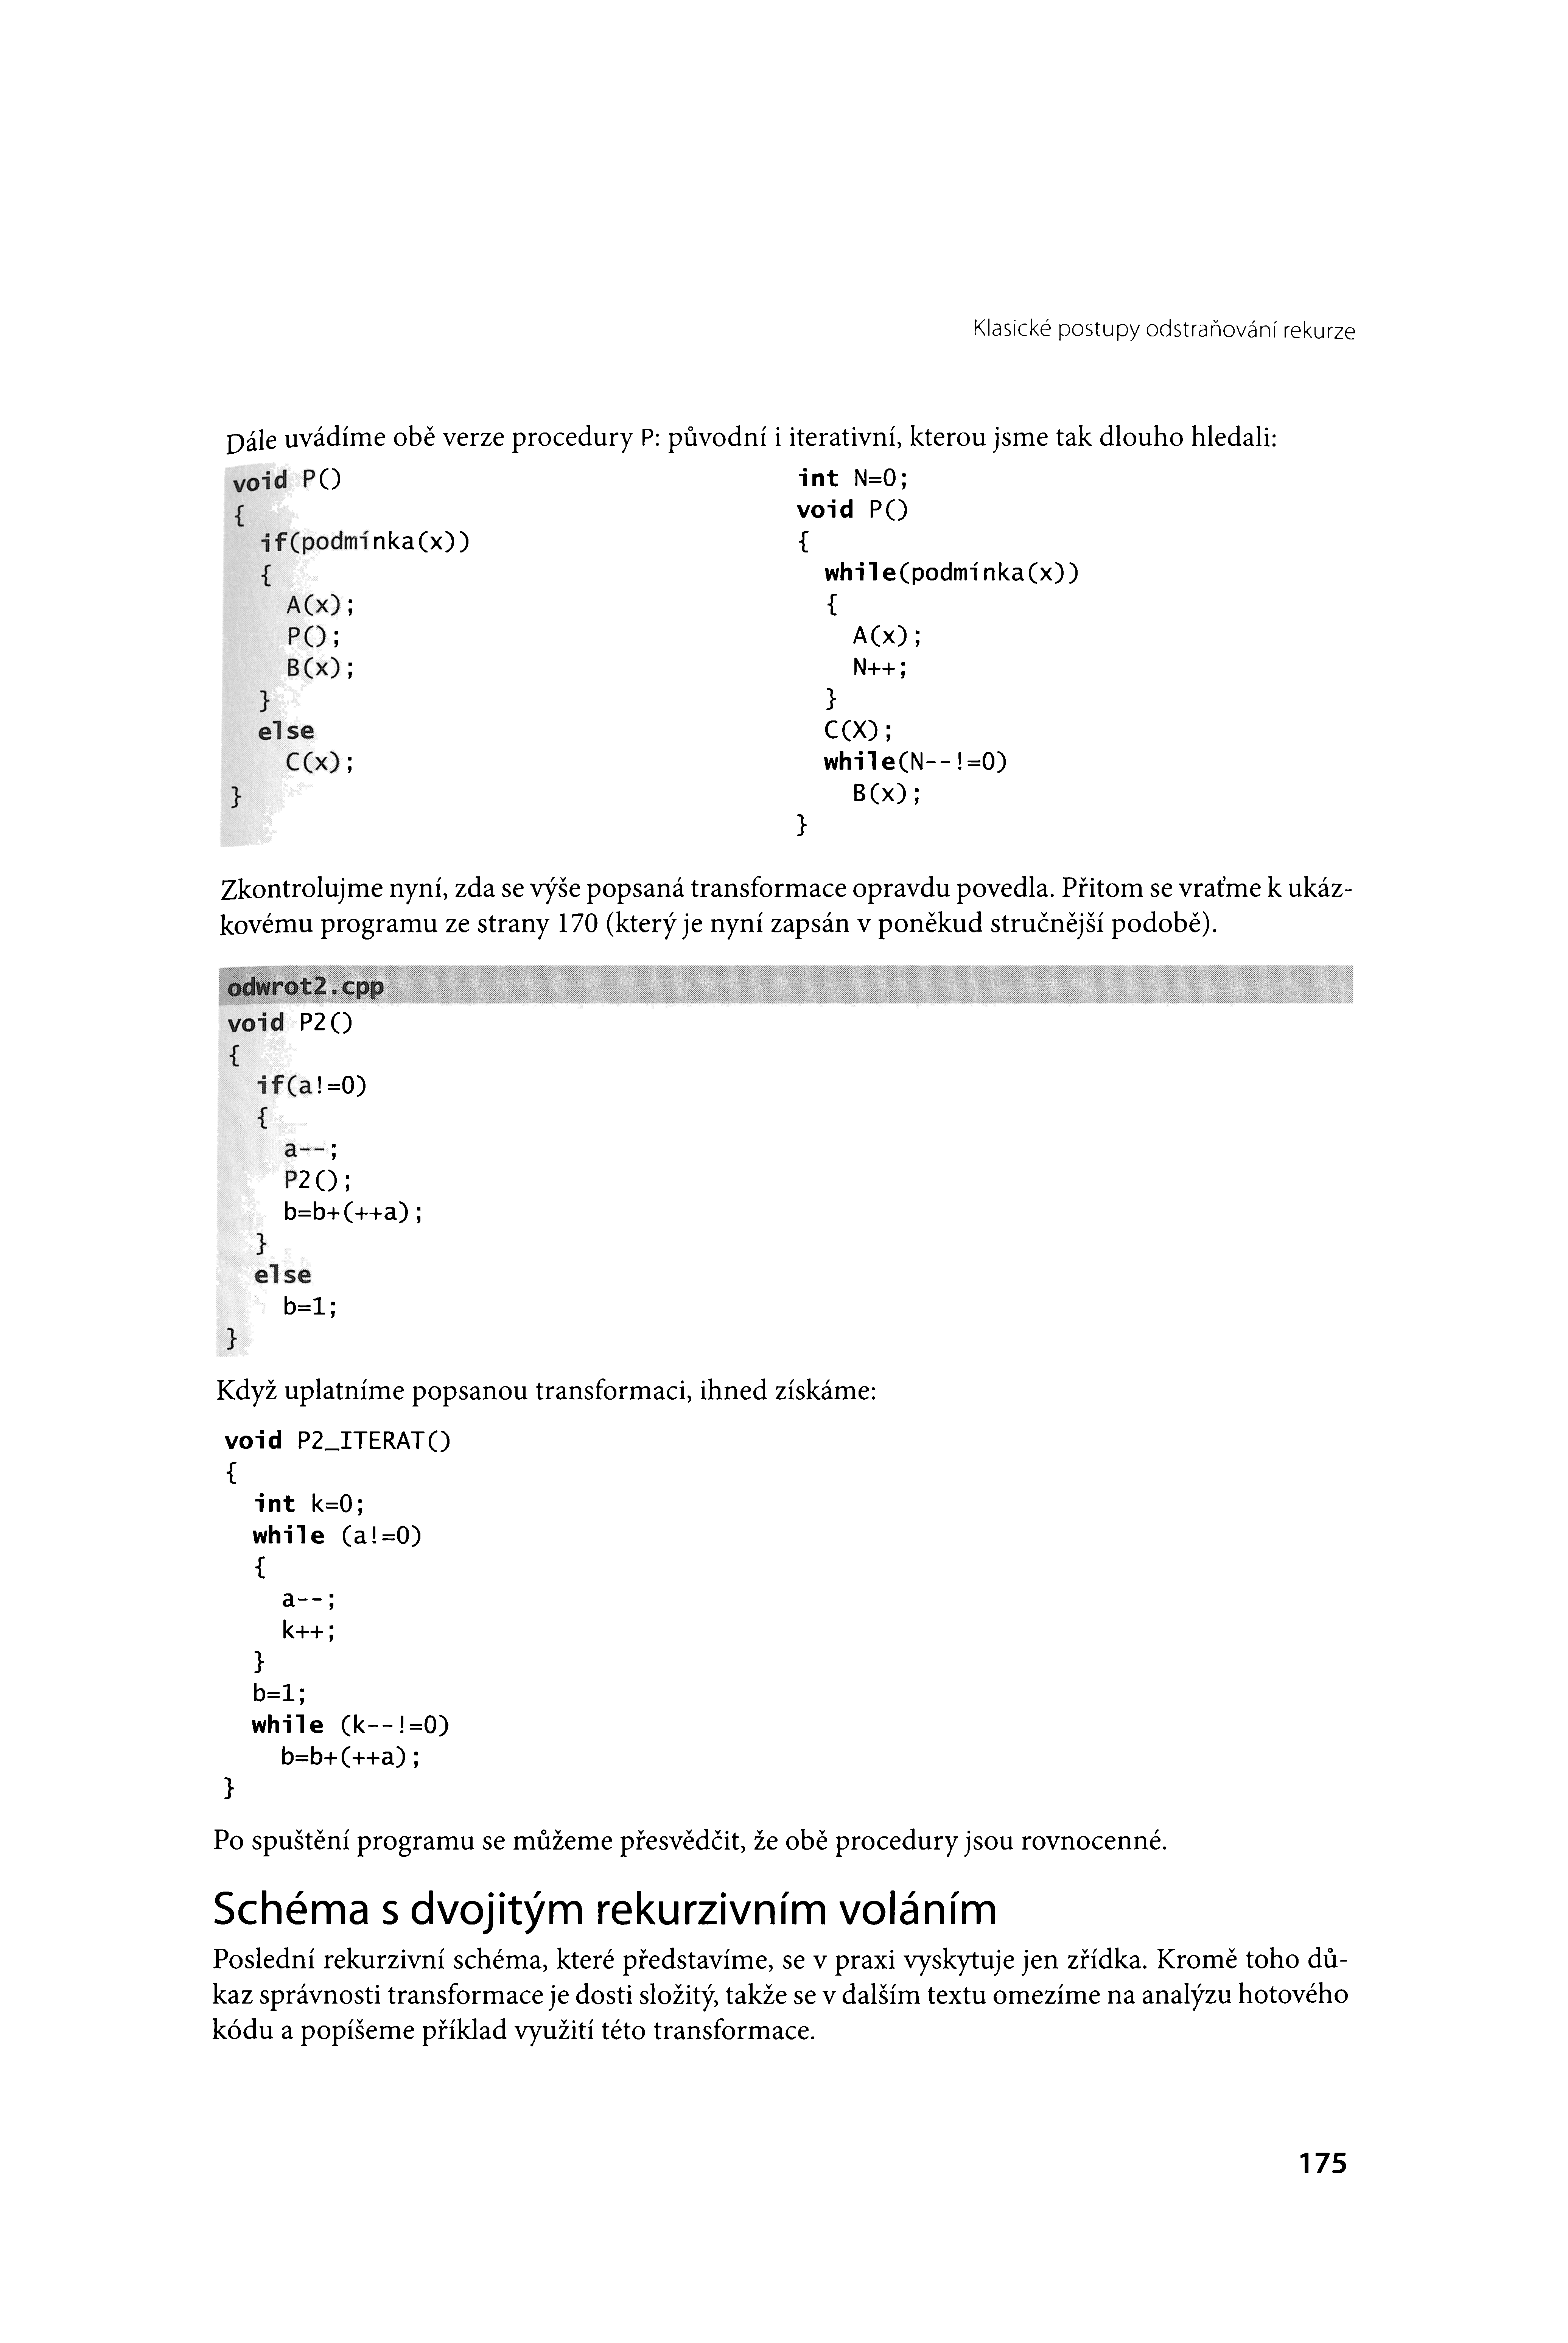 Klasické postupy odstraňování rekurze
Dále uvádíme obě verze procedury P: původní i iterativní, kterou jsme tak dlouho hledali:
void P()
{
if(podmínka(x))
{
A(x);
P();
B(x);
}
else
C(x);
}
int N=0;
void P()
{
while(podmínka(x))
{
A(x);
N++;
}
C(X);
while(N--!=0)
B(x);
}
Zkontrolujme nyní, zda se výše popsaná transformace opravdu povedla. Přitom se vraťme k ukáz-
kovému programu ze strany 170 (který je nyní zapsán v poněkud stručnější podobě).
odwrot2.cpp
void P2()
{
if(a!=0)
{
a--;
P2();
b=b+(++a);
}
else
b=1;
}
Když uplatníme popsanou transformaci, ihned získáme:
void P2_ITERAT()
{
int k=0;
while (a!=0)
{
a--;
k++;
}
b=1;
while (k--!=0)
b=b+(++a);
}
Po spuštění programu se můžeme přesvědčit, že obě procedury jsou rovnocenné.
Schéma s dvojitým rekurzivním voláním
Poslední rekurzivní schéma, které představíme, se v praxi vyskytuje jen zřídka. Kromě toho dů-
kaz správnosti transformace je dosti složitý, takže se v dalším textu omezíme na analýzu hotového
kódu a popíšeme příklad využití této transformace.
175